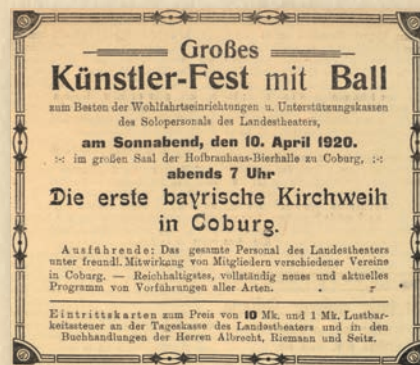 Großes
Künstler-Fest mit Ball
zum Besten der Wohlfahrtseinrichtungen u. Unterstützungskassen
des Solopersonals des Landestheaters,
am Sonnabend, den 10. April 1920.
:-: im großen Saal der Hofbrauhaus-Bierhalle zu Coburg, :-:
abends 7 Uhr
Die erste bayrische Kirchweih
in Coburg.
Ausführende: Das gesamte Personal des Landestheaters
unter freundl. Mitwirkung von Mitgliedern verschiedener Vereine
in Coburg. — Reichhaltigstes, vollständig neues und aktuelles
Programm von Vorführungen aller Arten.
Eintrittskarten zum Preis von 10 Mk. und 1 Mk. Lustbar-
keitssteuer an der Tageskasse des Landestheaters und in den
Buchhandlungen der Herren Albrecht, Riemann und Seitz.